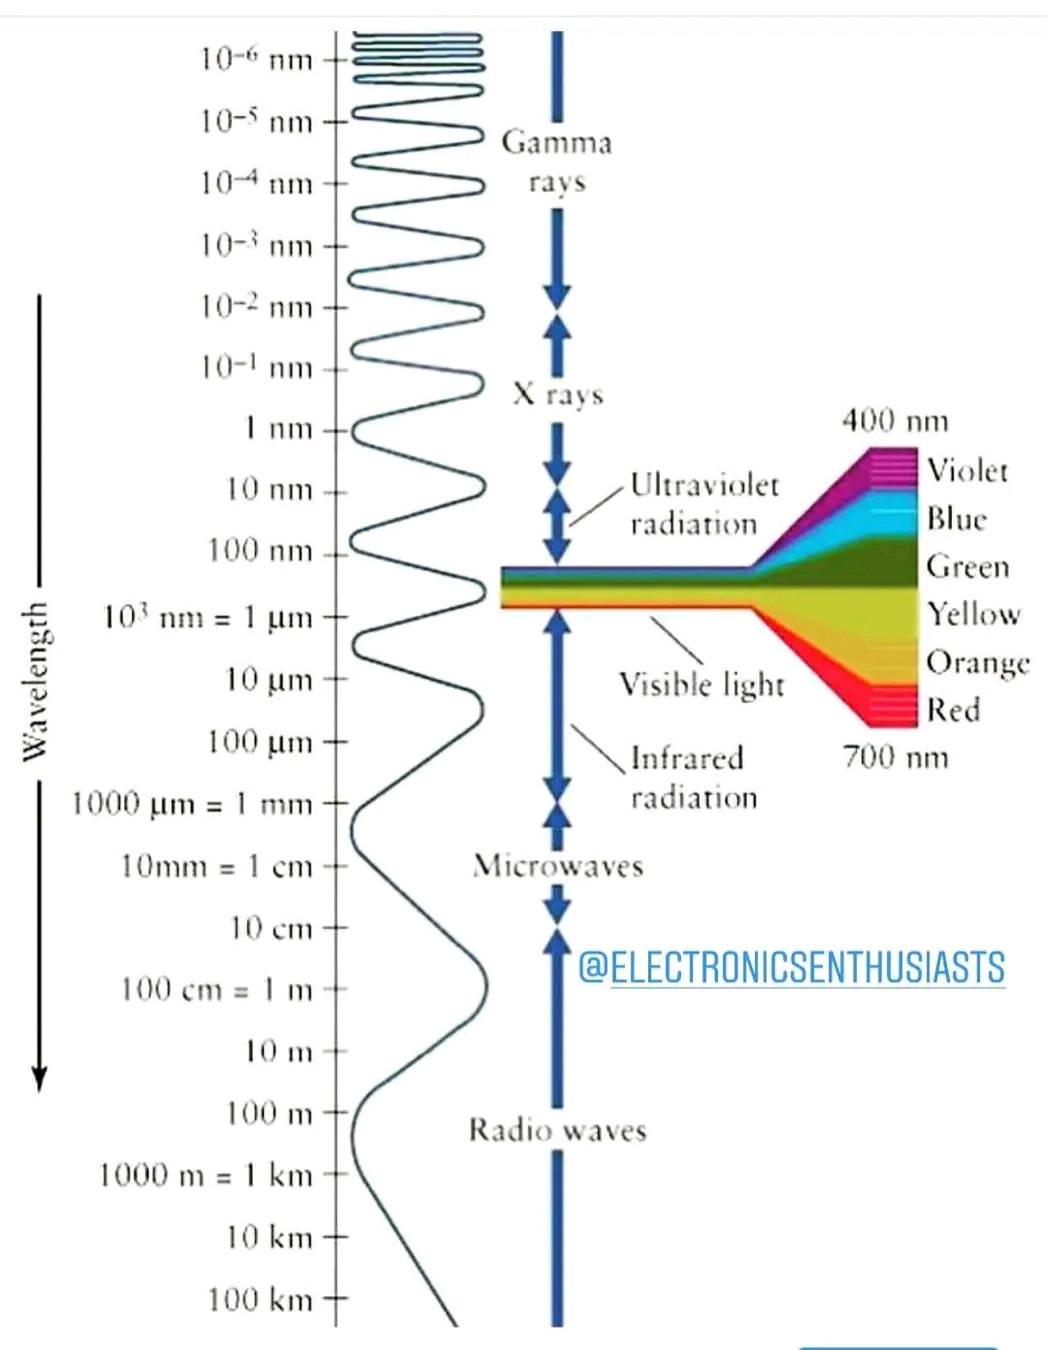 10⁻⁶ nm
10⁻⁵ nm
Gamma
rays
10⁻⁴ nm
10⁻³ nm
10⁻² nm
10⁻¹ nm
X rays
1 nm
400 nm
Violet
10 nm
Ultraviolet
radiation
Blue
100 nm
Green
10³ nm = 1 µm
Yellow
Wavelength
Orange
10 µm
Visible light
Red
100 µm
Infrared
radiation
700 nm
1000 µm = 1 mm
10mm = 1 cm
Microwaves
10 cm
@ELECTRONICSENTHUSIASTS
100 cm = 1 m
10 m
100 m
Radio waves
1000 m = 1 km
10 km
100 km